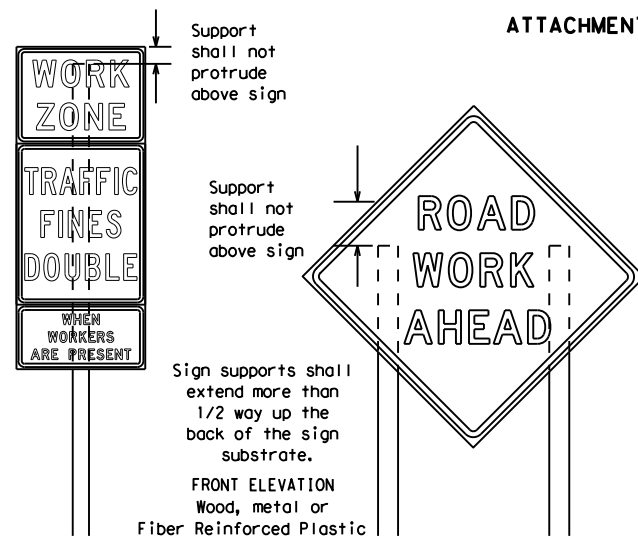 ATTACHMENT
Support
shall not
protrude
above sign
WORK
ZONE
TRAFFIC
FINES
DOUBLE
WHEN
WORKERS
ARE PRESENT
Support
shall not
protrude
above sign
ROAD
WORK
AHEAD
Sign supports shall
extend more than
1/2 way up the
back of the sign
substrate.
FRONT ELEVATION
Wood, metal or
Fiber Reinforced Plastic